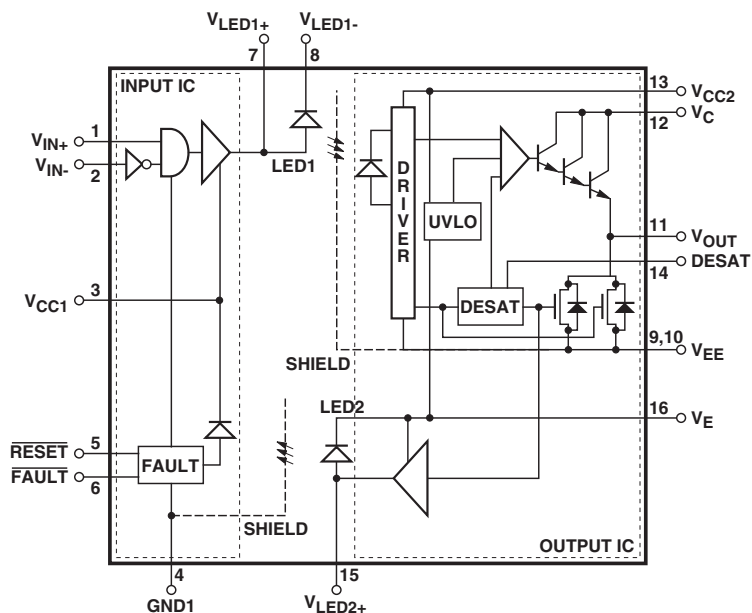 VLED1+
VLED1-
7
8
INPUT IC
13
VCC2
12
VC
VIN+
1
VIN-
2
LED1
DRIVER
UVLO
11
VOUT
DESAT
14
VCC1
3
DESAT
9,10
VEE
SHIELD
LED2
16
VE
RESET
5
FAULT
FAULT
6
SHIELD
OUTPUT IC
4
15
GND1
VLED2+